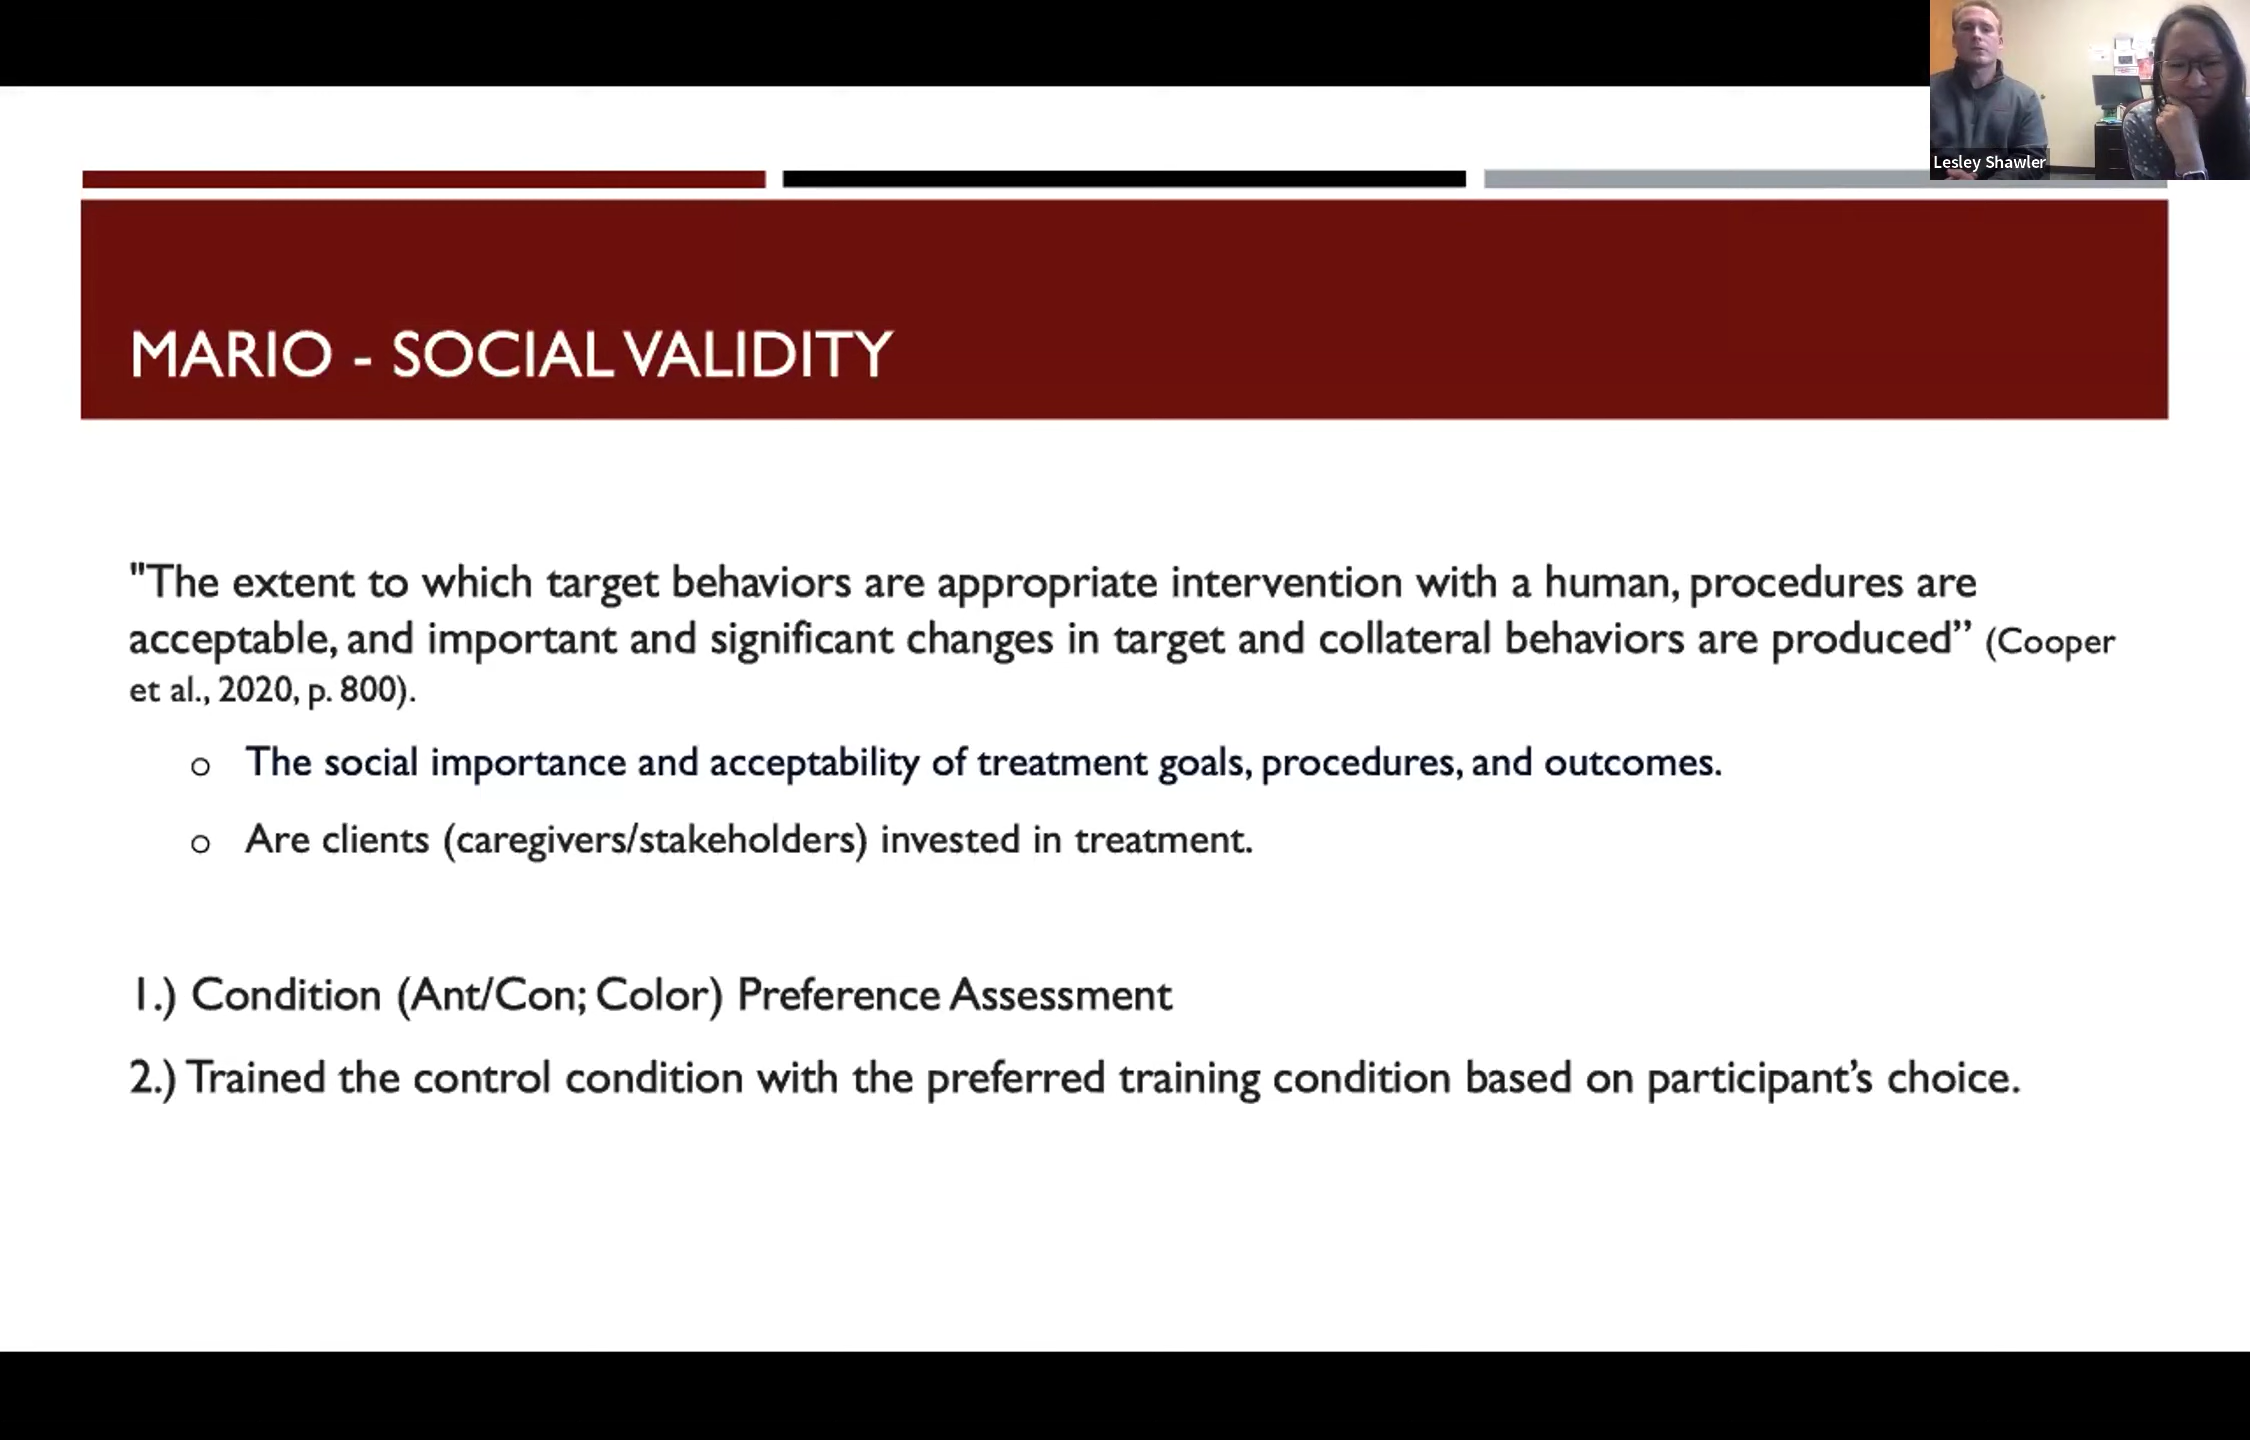 Lesley Shawler
MARIO - SOCIAL VALIDITY
"The extent to which target behaviors are appropriate intervention with a human, procedures are
acceptable, and important and significant changes in target and collateral behaviors are produced” (Cooper
et al., 2020, p. 800).
o The social importance and acceptability of treatment goals, procedures, and outcomes.
o Are clients (caregivers/stakeholders) invested in treatment.
1.) Condition (Ant/Con; Color) Preference Assessment
2.) Trained the control condition with the preferred training condition based on participant’s choice.